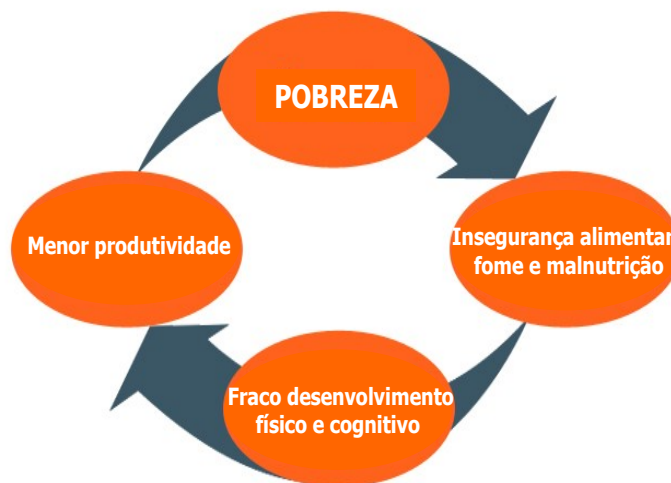 POBREZA
Insegurança alimentar,
fome e malnutrição
Fraco desenvolvimento
físico e cognitivo
Menor produtividade